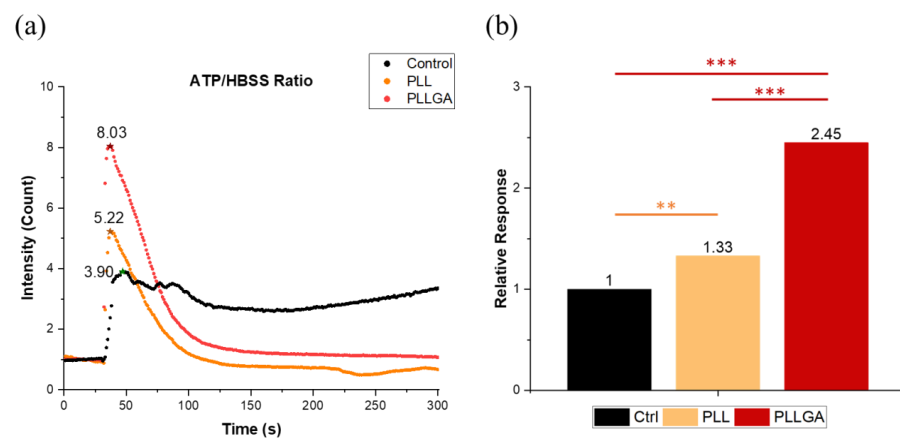 (a)
ATP/HBSS Ratio
Control
PLL
PLLGA
Intensity (Count)
10
8
6
4
2
0
8.03
5.22
3.90
0
50
100
150
200
250
300
Time (s)
(b)
Relative Response
3
2
1
0
***
***
**
1
1.33
2.45
Ctrl PLL PLLGA